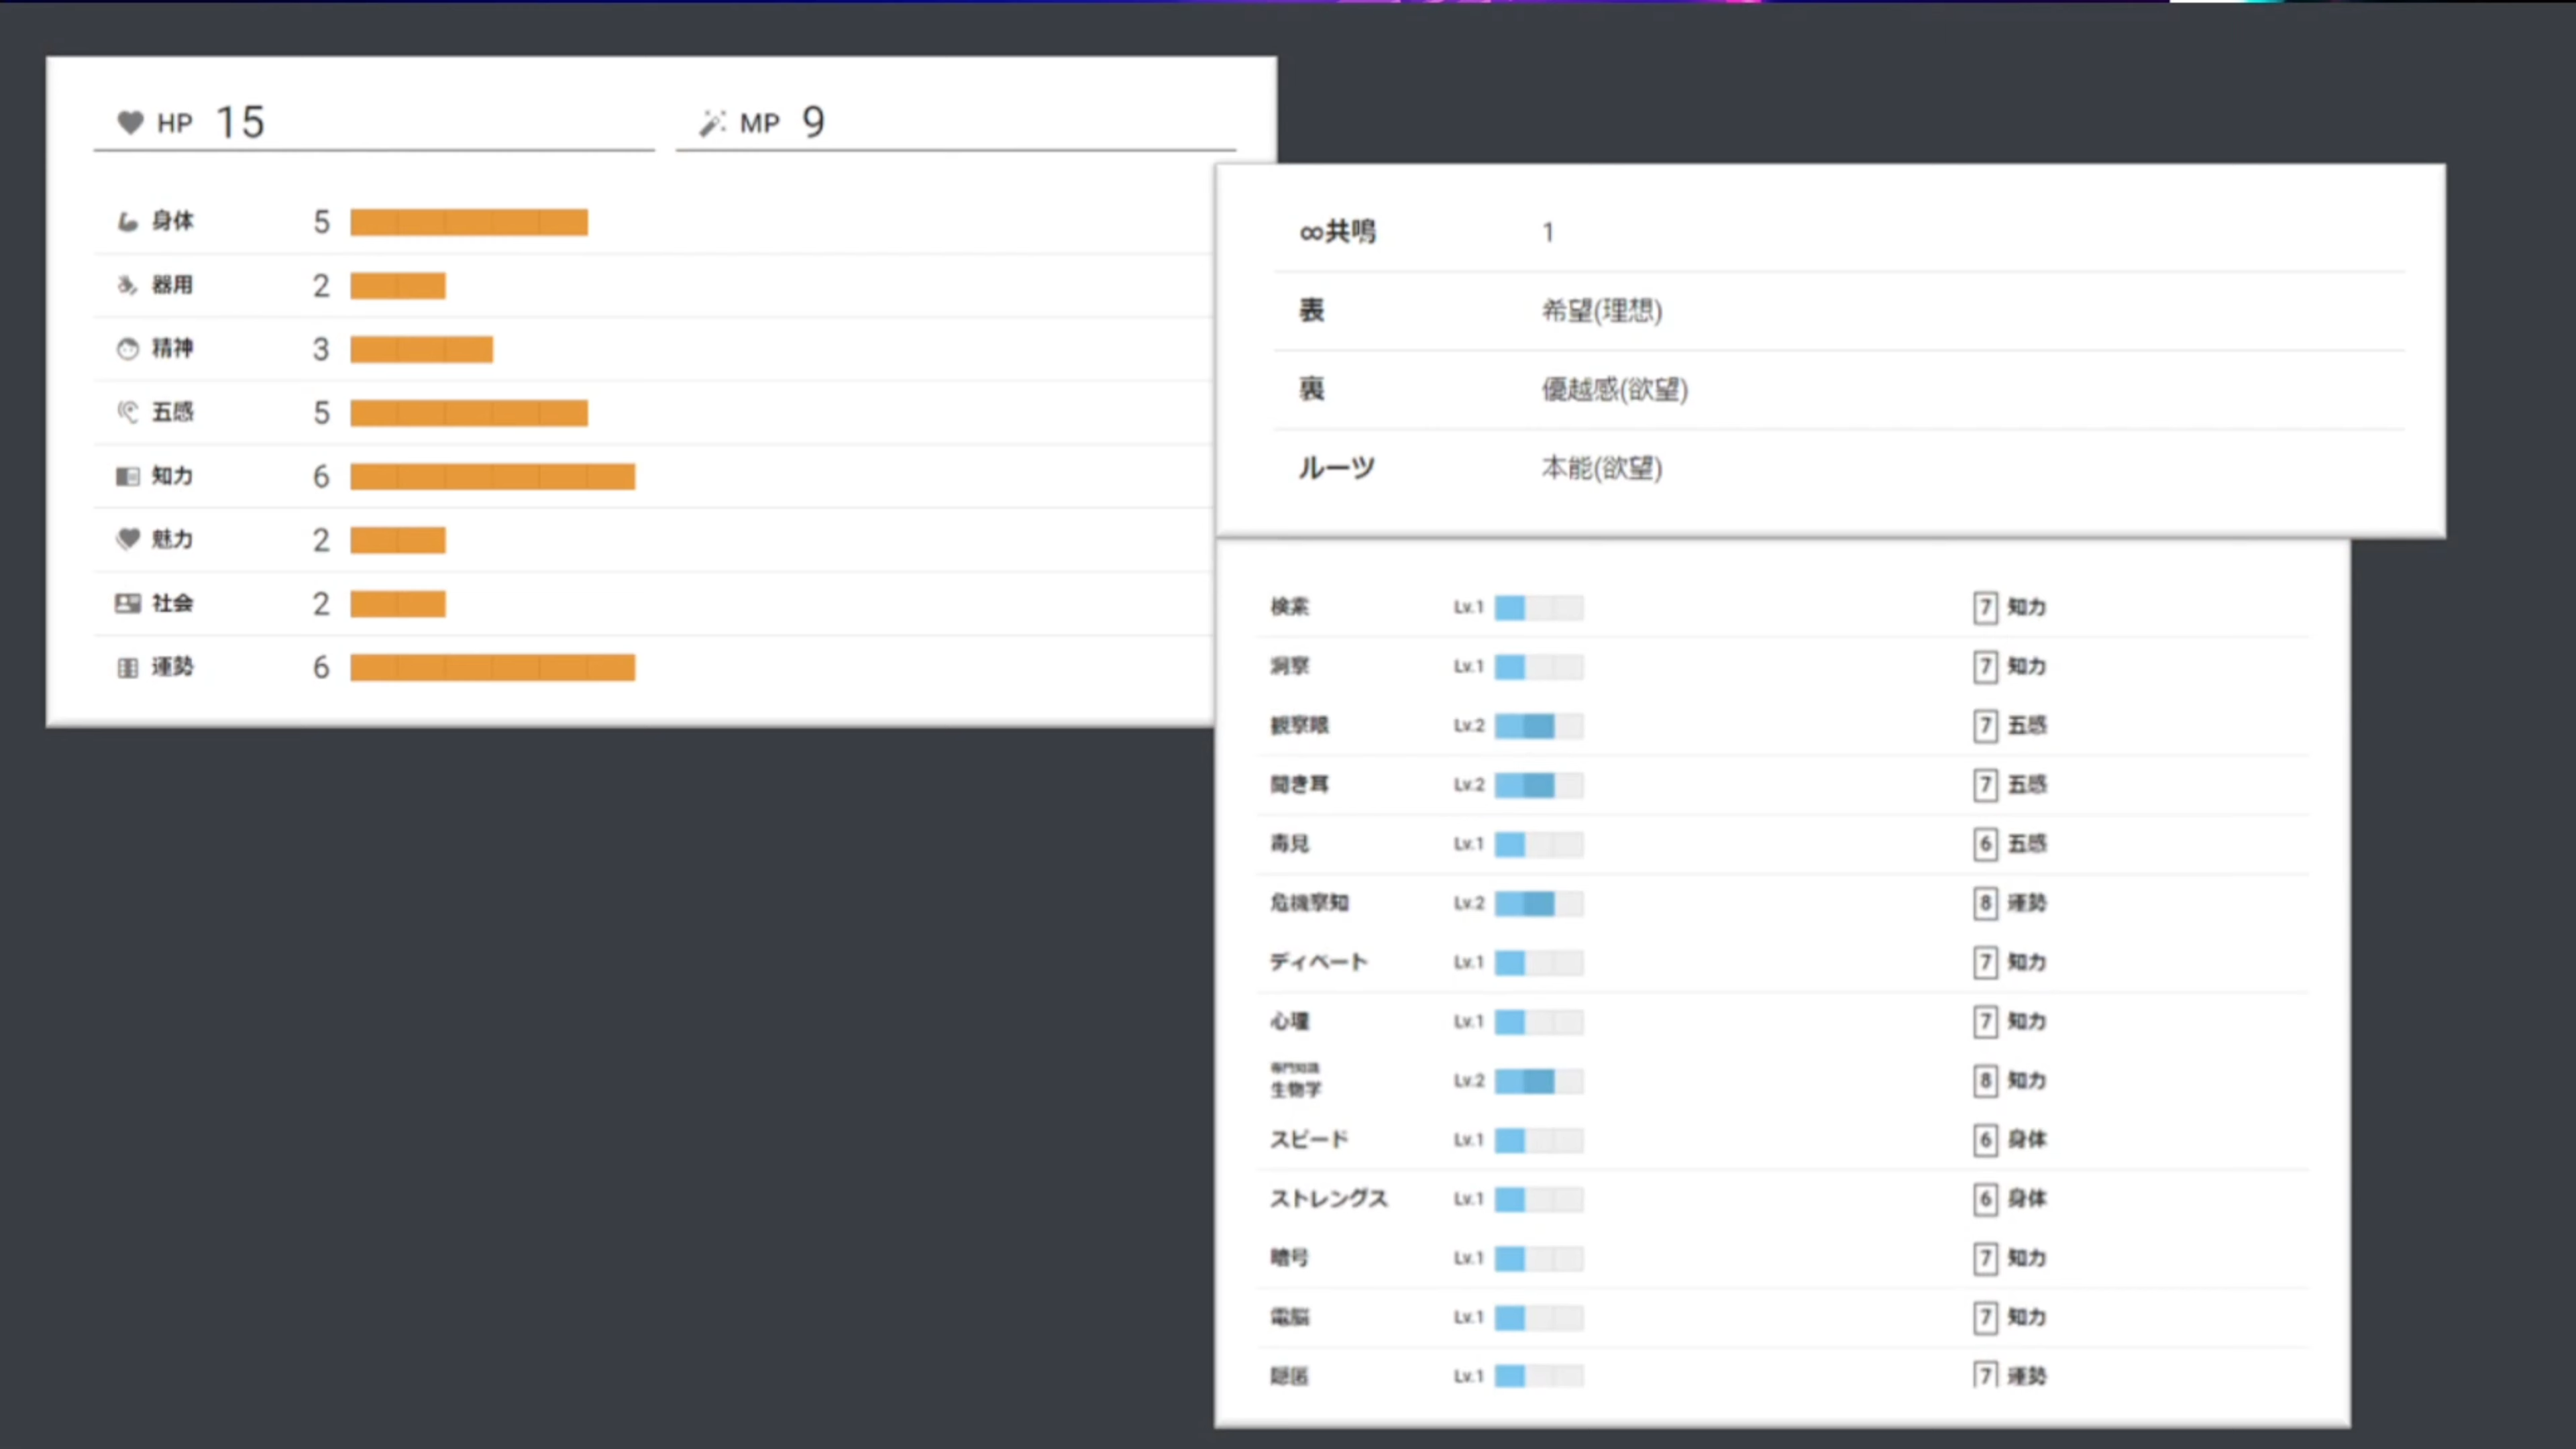 HP 15
MP 9
身体 5
器用 2
精神 3
五感 5
知力 6
魅力 2
社会 2
運勢 6
∞共鳴 1
表 希望(理想)
裏 優越感(欲望)
ルーツ 本能(欲望)
検索 Lv.1 7 知力
洞察 Lv.1 7 知力
観察眼 Lv.2 7 五感
聞き耳 Lv.2 7 五感
毒見 Lv.1 6 五感
危機察知 Lv.2 8 運勢
ディベート Lv.1 7 知力
心理 Lv.1 7 知力
専門知識
生物学 Lv.2 8 知力
スピード Lv.1 6 身体
ストレングス Lv.1 6 身体
暗号 Lv.1 7 知力
電脳 Lv.1 7 知力
隠匿 Lv.1 7 運勢